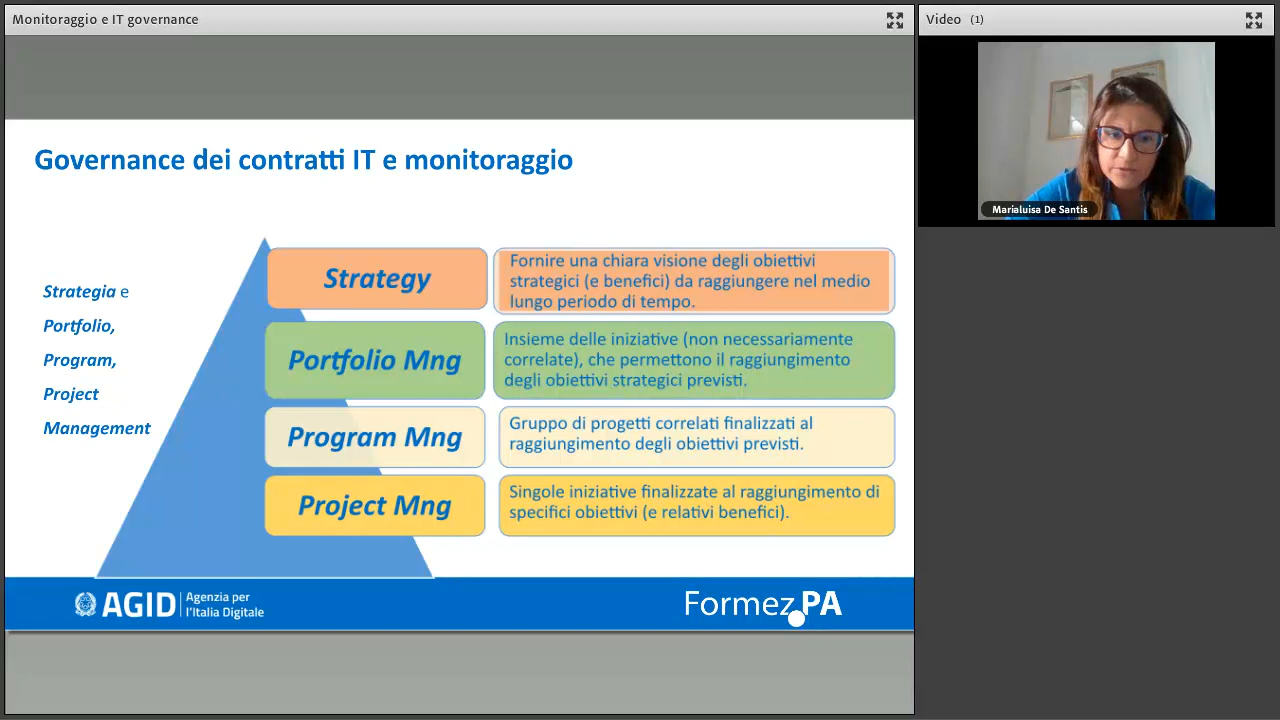 Monitoraggio e IT governance
Video (1)
Marialuisa De Santis
Governance dei contratti IT e monitoraggio
Strategia e
Portfolio,
Program,
Project
Management
Strategy
Fornire una chiara visione degli obiettivi
strategici (e benefici) da raggiungere nel medio
lungo periodo di tempo.
Portfolio Mng
Insieme delle iniziative (non necessariamente
correlate), che permettono il raggiungimento
degli obiettivi strategici previsti.
Program Mng
Gruppo di progetti correlati finalizzati al
raggiungimento degli obiettivi previsti.
Project Mng
Singole iniziative finalizzate al raggiungimento di
specifici obiettivi (e relativi benefici).
AGID
Agenzia per
l'Italia Digitale
Formez.PA